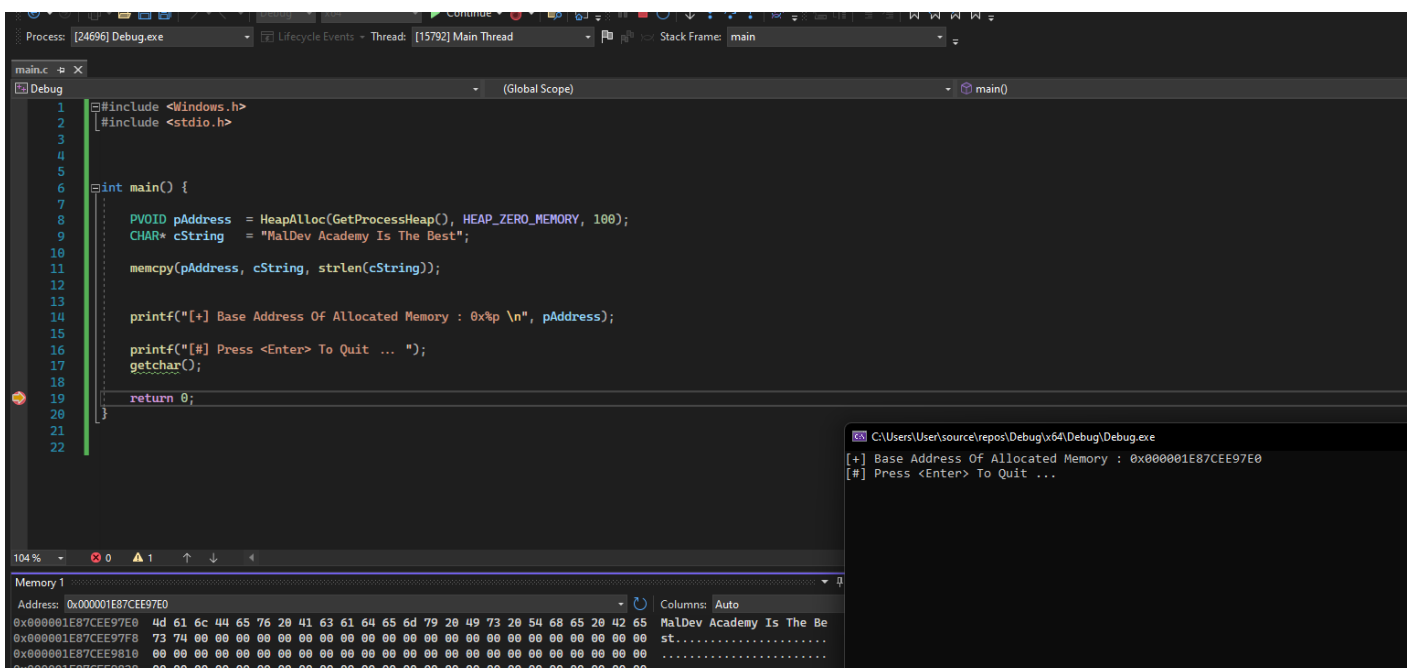 Debug x64 Continue
Process: [24696] Debug.exe Lifecycle Events Thread: [15792] Main Thread Stack Frame: main
main.c
Debug (Global Scope) main()
1 #include <Windows.h>
2 #include <stdio.h>
3
4
5
6 int main() {
7
8 PVOID pAddress = HeapAlloc(GetProcessHeap(), HEAP_ZERO_MEMORY, 100);
9 CHAR* cString = "MalDev Academy Is The Best";
10
11 memcpy(pAddress, cString, strlen(cString));
12
13
14 printf("[+] Base Address Of Allocated Memory : 0x%p \n", pAddress);
15
16 printf("[#] Press <Enter> To Quit ... ");
17 getchar();
18
19 return 0;
20 }
21
22
C:\Users\User\source\repos\Debug\x64\Debug\Debug.exe
[+] Base Address Of Allocated Memory : 0x000001E87CEE97E0
[#] Press <Enter> To Quit ...
104 % 0 1
Memory 1
Address: 0x000001E87CEE97E0 Columns: Auto
0x000001E87CEE97E0 4d 61 6c 44 65 76 20 41 63 61 64 65 6d 79 20 49 73 20 54 68 65 20 42 65 MalDev Academy Is The Be
0x000001E87CEE97F8 73 74 00 00 00 00 00 00 00 00 00 00 00 00 00 00 00 00 00 00 00 00 00 00 st......................
0x000001E87CEE9810 00 00 00 00 00 00 00 00 00 00 00 00 00 00 00 00 00 00 00 00 00 00 00 00 ........................